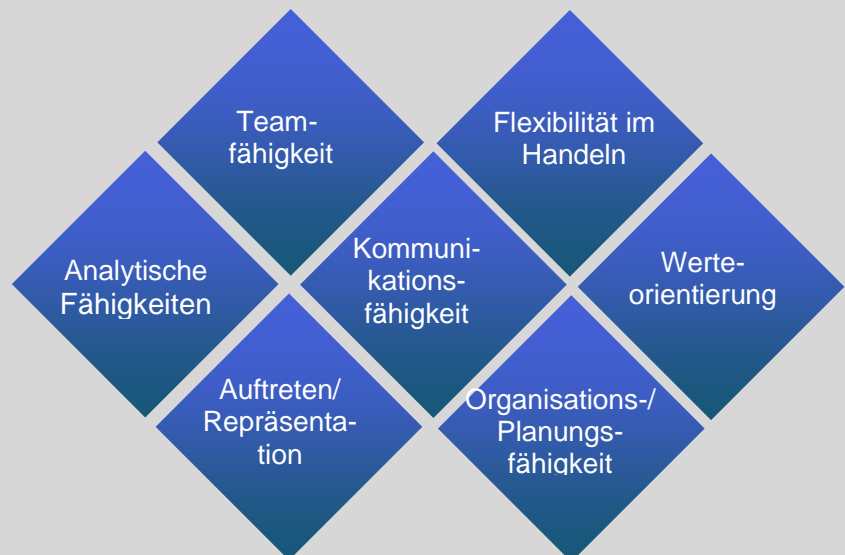 Team-
fähigkeit
Flexibilität im
Handeln
Analytische
Fähigkeiten
Kommuni-
kations-
fähigkeit
Werte-
orientierung
Auftreten/
Repräsenta-
tion
Organisations-/
Planungs-
fähigkeit